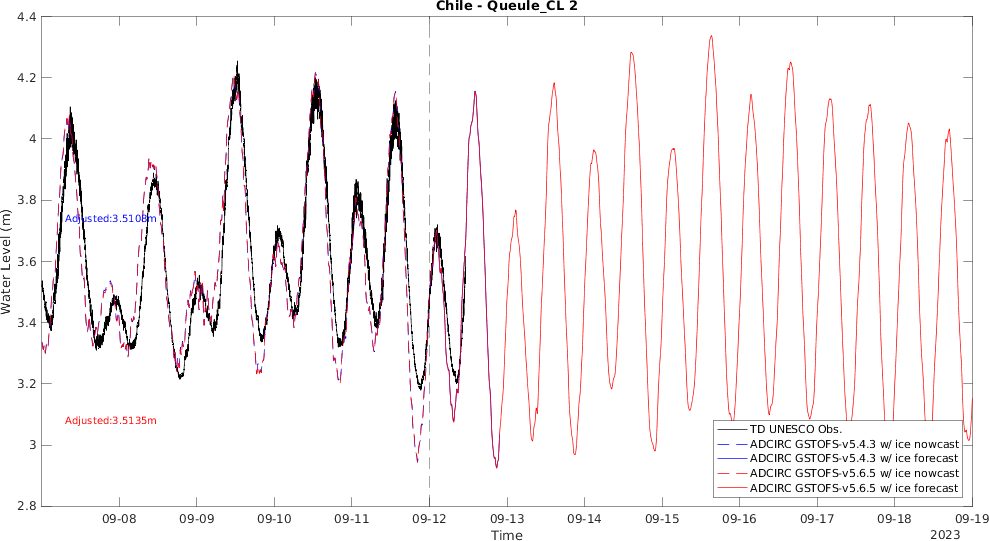 Chile - Queule_CL 2
4.4
4.2
4
3.8
3.6
3.4
3.2
3
2.8
Water Level (m)
Adjusted:3.5108m
Adjusted:3.5135m
TD UNESCO Obs.
ADCIRC GSTOFS-v5.4.3 w/ ice nowcast
ADCIRC GSTOFS-v5.4.3 w/ ice forecast
ADCIRC GSTOFS-v5.6.5 w/ ice nowcast
ADCIRC GSTOFS-v5.6.5 w/ ice forecast
09-08 09-09 09-10 09-11 09-12 09-13 09-14 09-15 09-16 09-17 09-18 09-19
Time
2023